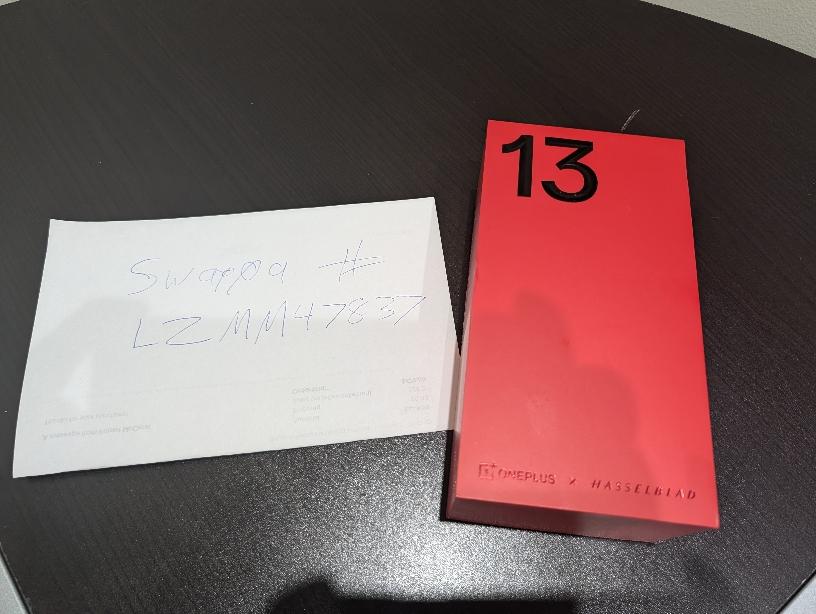 Swappa #
LZMM47837
13
ONEPLUS x HASSELBLAD